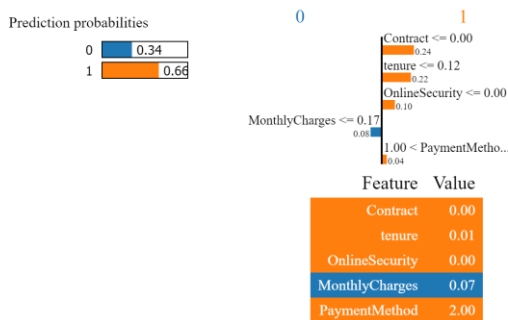 Prediction probabilities
0 0.34
1 0.66
0 1
Contract <= 0.00
0.24
tenure <= 0.12
0.22
OnlineSecurity <= 0.00
0.10
MonthlyCharges <= 0.17
0.08
1.00 < PaymentMetho...
0.04
Feature Value
Contract 0.00
tenure 0.01
OnlineSecurity 0.00
MonthlyCharges 0.07
PaymentMethod 2.00